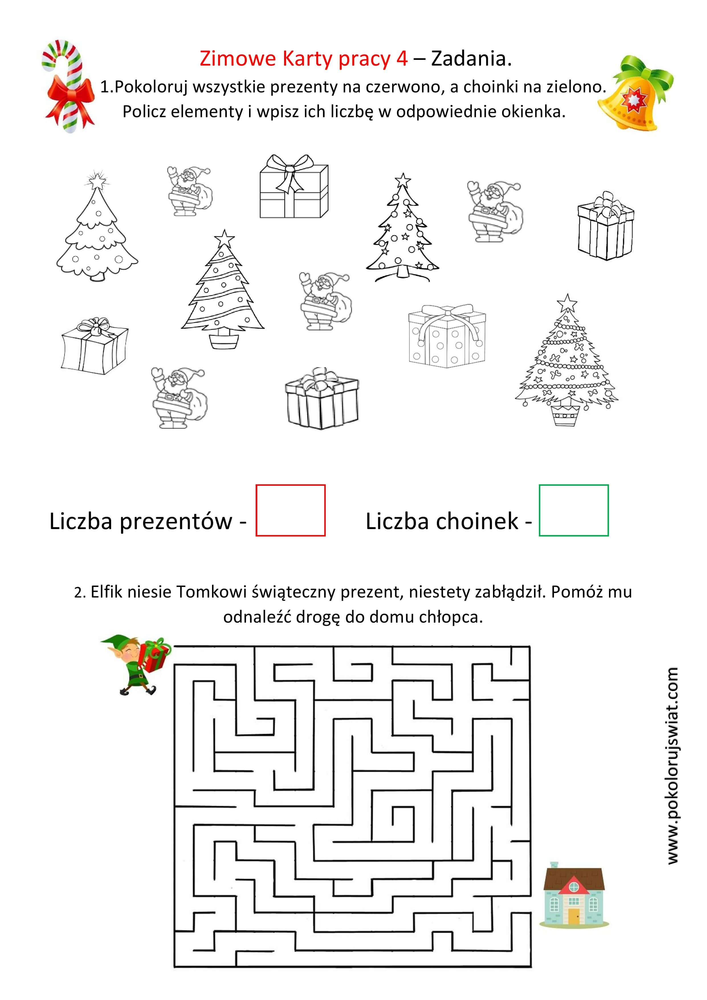 Zimowe Karty pracy 4 – Zadania.
1.Pokoloruj wszystkie prezenty na czerwono, a choinki na zielono.
Policz elementy i wpisz ich liczbę w odpowiednie okienka.
Liczba prezentów -
Liczba choinek -
2. Elfik niesie Tomkowi świąteczny prezent, niestety zabłądził. Pomóż mu
odnaleźć drogę do domu chłopca.
www.pokolorujswiat.com